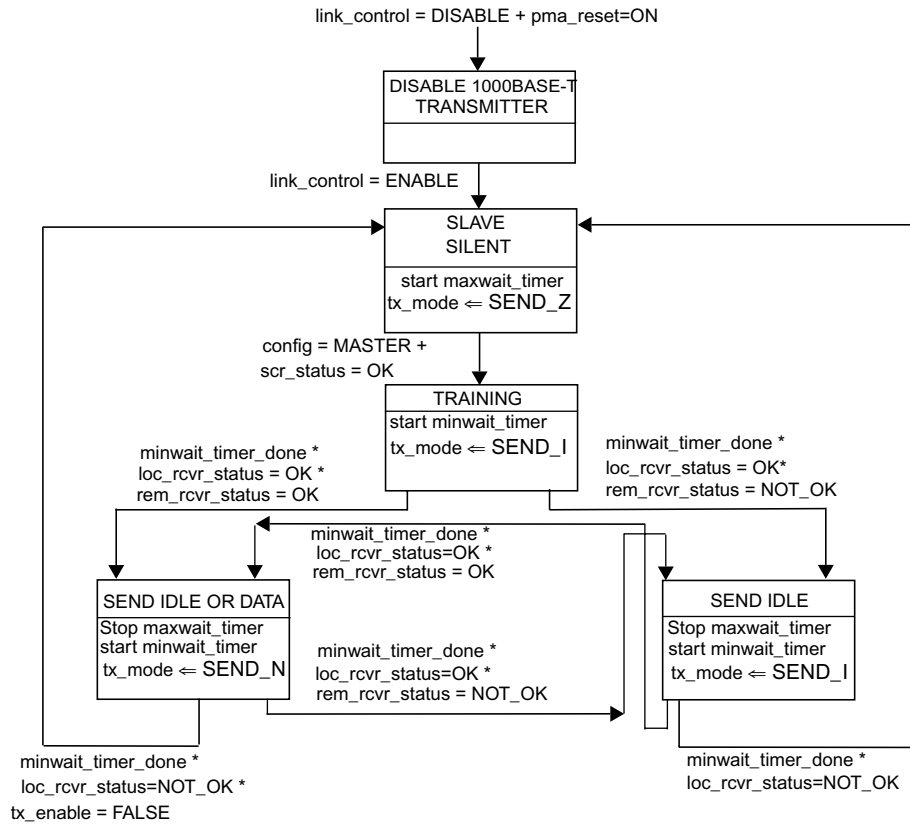 link_control = DISABLE + pma_reset=ON
DISABLE 1000BASE-T
TRANSMITTER
link_control = ENABLE
SLAVE
SILENT
start maxwait_timer
tx_mode ⇐ SEND_Z
config = MASTER +
scr_status = OK
TRAINING
start minwait_timer
tx_mode ⇐ SEND_I
minwait_timer_done *
loc_rcvr_status = OK *
rem_rcvr_status = OK
minwait_timer_done *
loc_rcvr_status = OK*
rem_rcvr_status = NOT_OK
minwait_timer_done *
loc_rcvr_status=OK *
rem_rcvr_status = OK
SEND IDLE OR DATA
Stop maxwait_timer
start minwait_timer
tx_mode ⇐ SEND_N
SEND IDLE
Stop maxwait_timer
start minwait_timer
tx_mode ⇐ SEND_I
minwait_timer_done *
loc_rcvr_status=OK *
rem_rcvr_status = NOT_OK
minwait_timer_done *
loc_rcvr_status=NOT_OK *
tx_enable = FALSE
minwait_timer_done *
loc_rcvr_status=NOT_OK